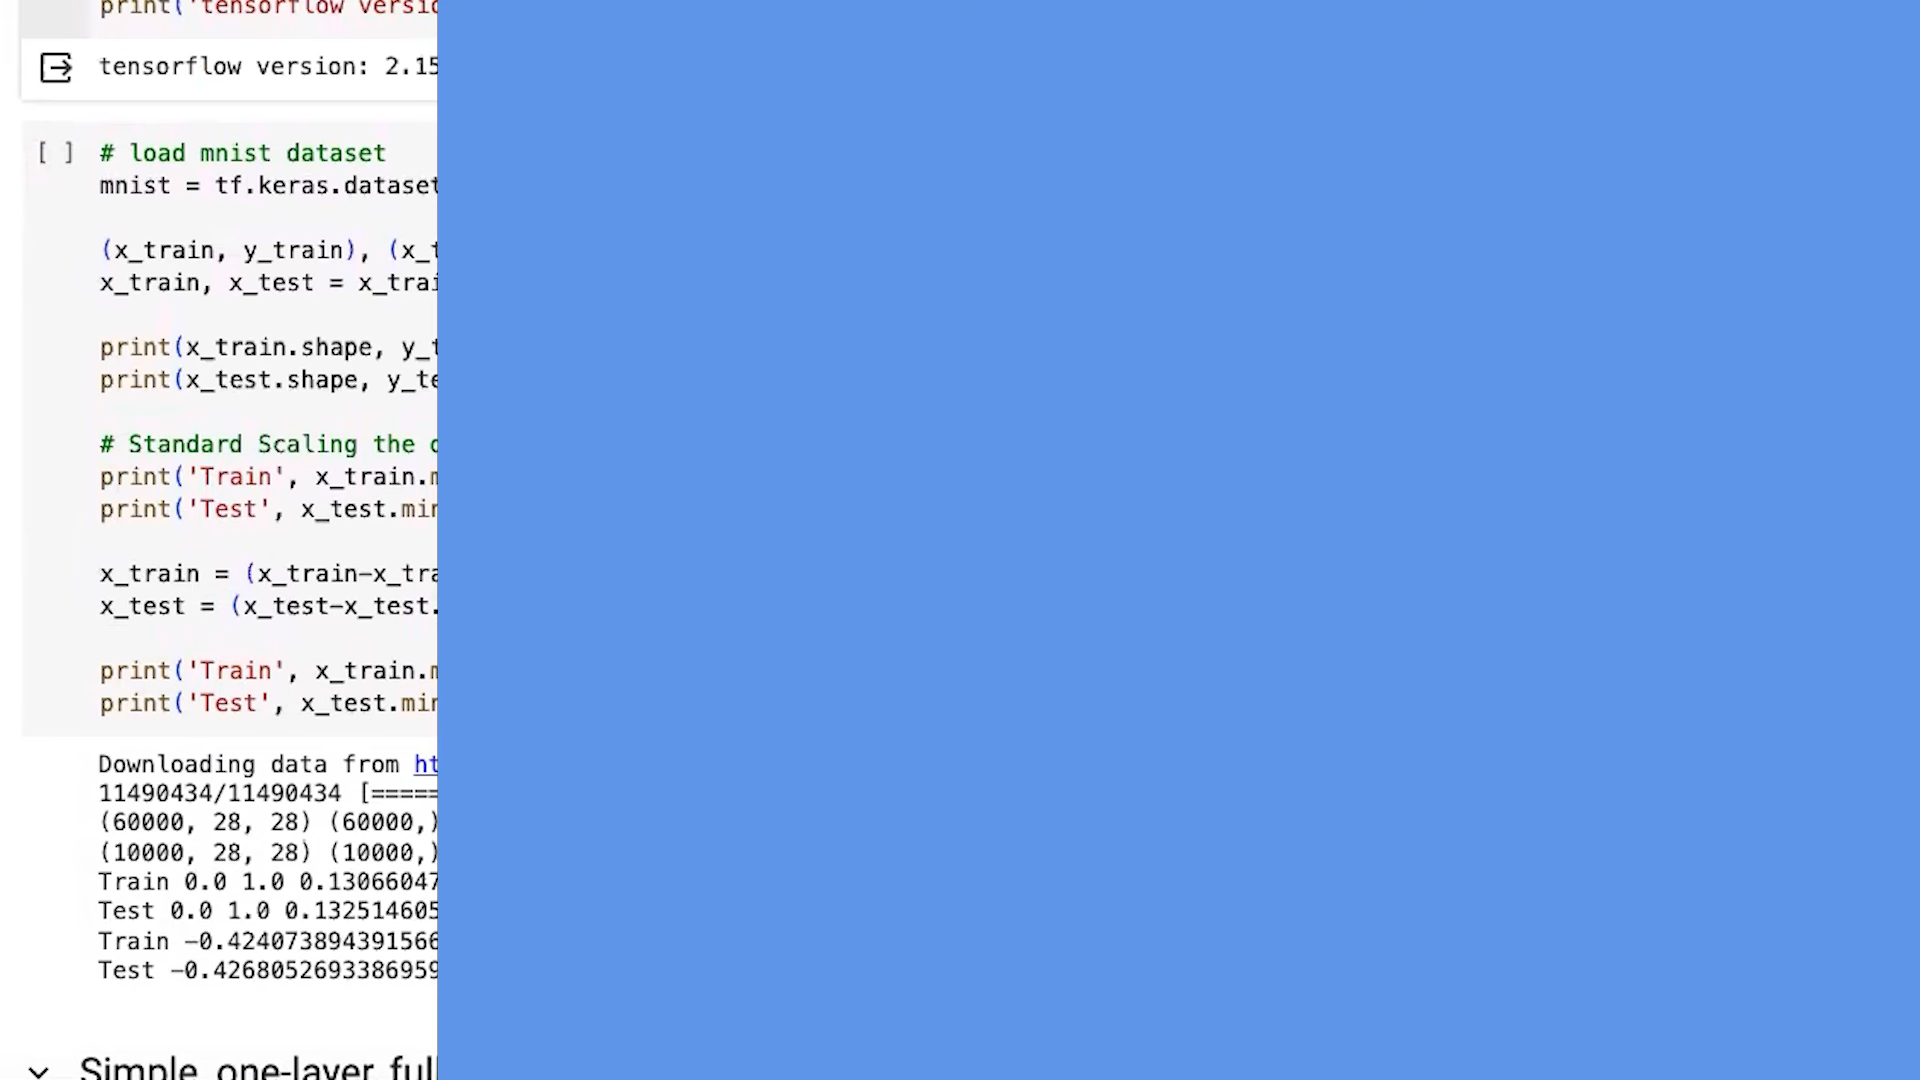 print('tensorflow versio
tensorflow version: 2.15
[ ] # load mnist dataset
mnist = tf.keras.dataset
(x_train, y_train), (x_t
x_train, x_test = x_trai
print(x_train.shape, y_t
print(x_test.shape, y_te
# Standard Scaling the d
print('Train', x_train.m
print('Test', x_test.min
x_train = (x_train-x_tra
x_test = (x_test-x_test.
print('Train', x_train.m
print('Test', x_test.min
Downloading data from ht
11490434/11490434 [=====
(60000, 28, 28) (60000,)
(10000, 28, 28) (10000,)
Train 0.0 1.0 0.13066047
Test 0.0 1.0 0.132514605
Train -0.424073894391566
Test -0.4268052693386959
Simple one-layer full